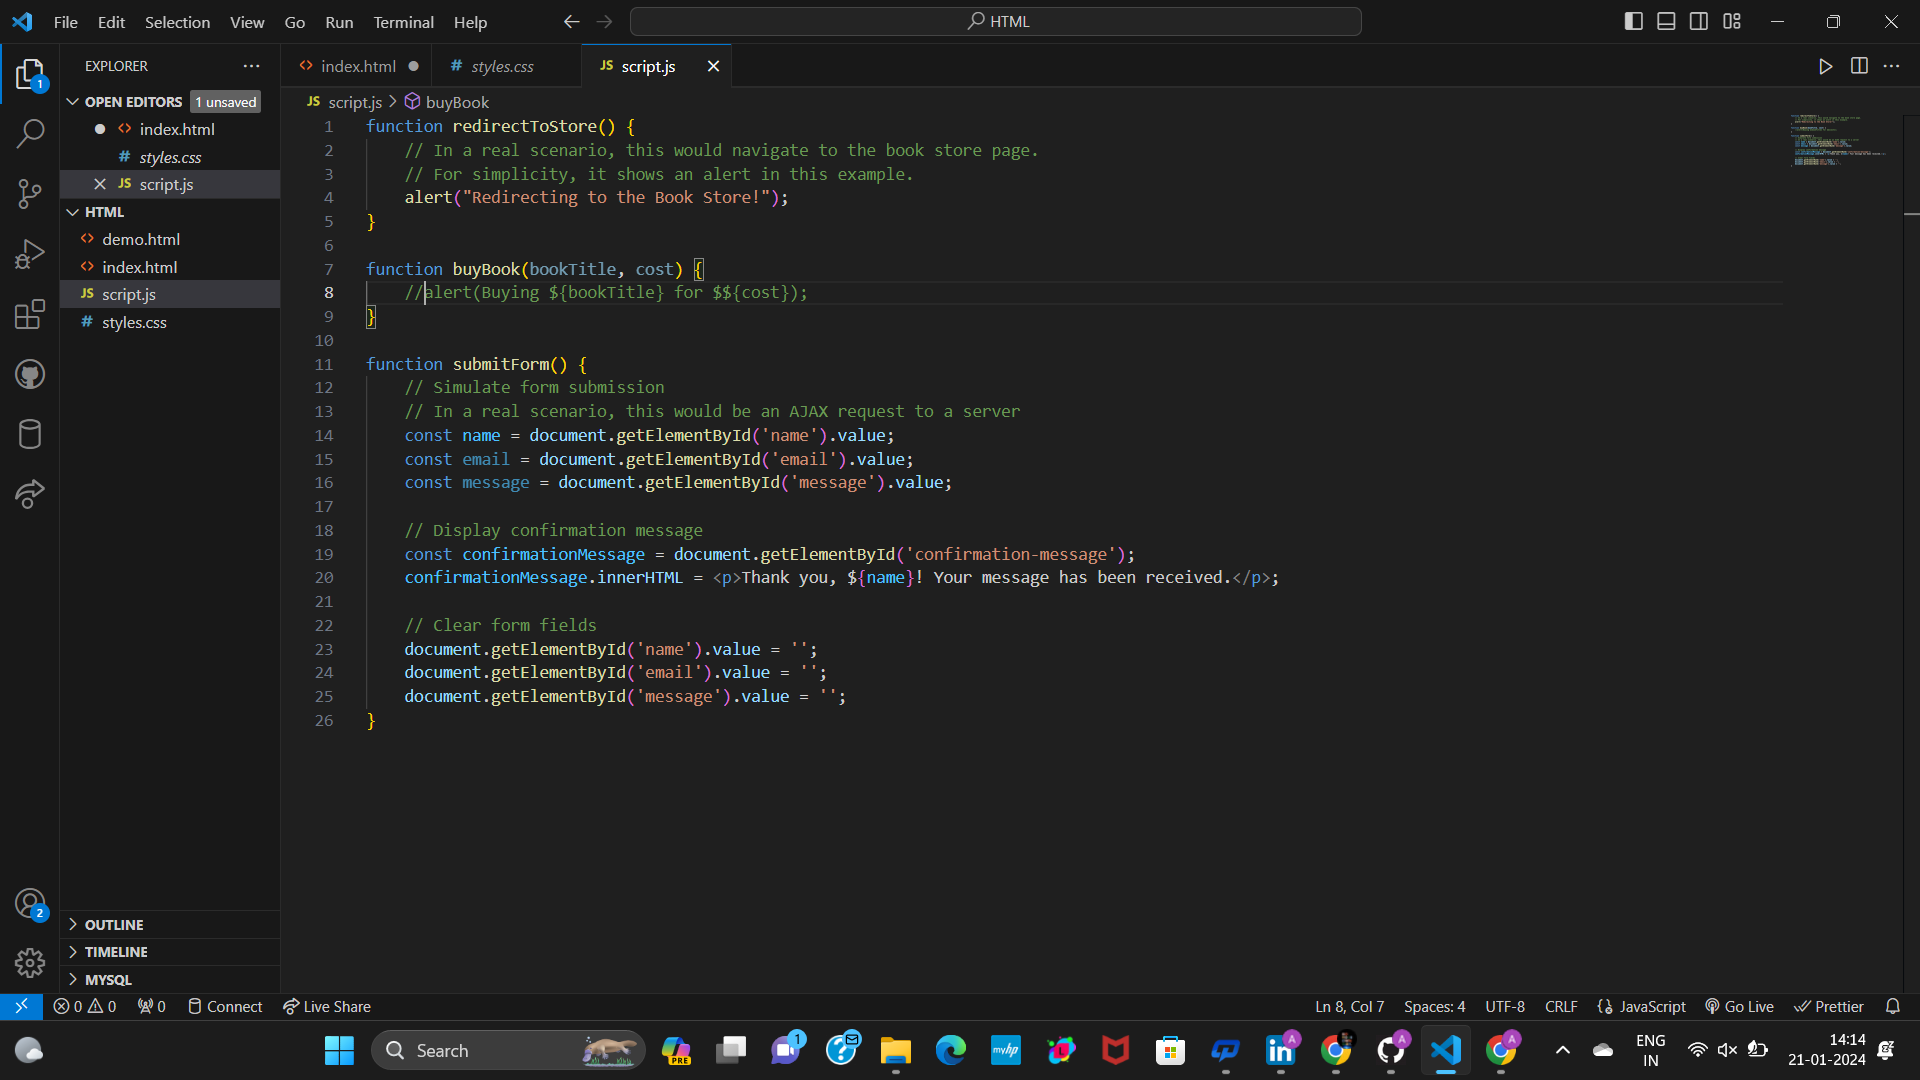 File Edit Selection View Go Run Terminal Help
HTML
EXPLORER
OPEN EDITORS 1 unsaved
index.html
# styles.css
JS script.js
HTML
demo.html
index.html
JS script.js
# styles.css
OUTLINE
TIMELINE
MYSQL
1
2
index.html
# styles.css
JS script.js
JS script.js > buyBook
1 function redirectToStore() {
2 // In a real scenario, this would navigate to the book store page.
3 // For simplicity, it shows an alert in this example.
4 alert("Redirecting to the Book Store!");
5 }
6
7 function buyBook(bookTitle, cost) {
8 //alert(Buying ${bookTitle} for $${cost});
9 }
10
11 function submitForm() {
12 // Simulate form submission
13 // In a real scenario, this would be an AJAX request to a server
14 const name = document.getElementById('name').value;
15 const email = document.getElementById('email').value;
16 const message = document.getElementById('message').value;
17
18 // Display confirmation message
19 const confirmationMessage = document.getElementById('confirmation-message');
20 confirmationMessage.innerHTML = <p>Thank you, ${name}! Your message has been received.</p>;
21
22 // Clear form fields
23 document.getElementById('name').value = '';
24 document.getElementById('email').value = '';
25 document.getElementById('message').value = '';
26 }
0 0 0 Connect Live Share
Ln 8, Col 7 Spaces: 4 UTF-8 CRLF JavaScript Go Live Prettier
Search
PRE
1
myhp
in
A
A
A
ENG
IN
14:14
21-01-2024